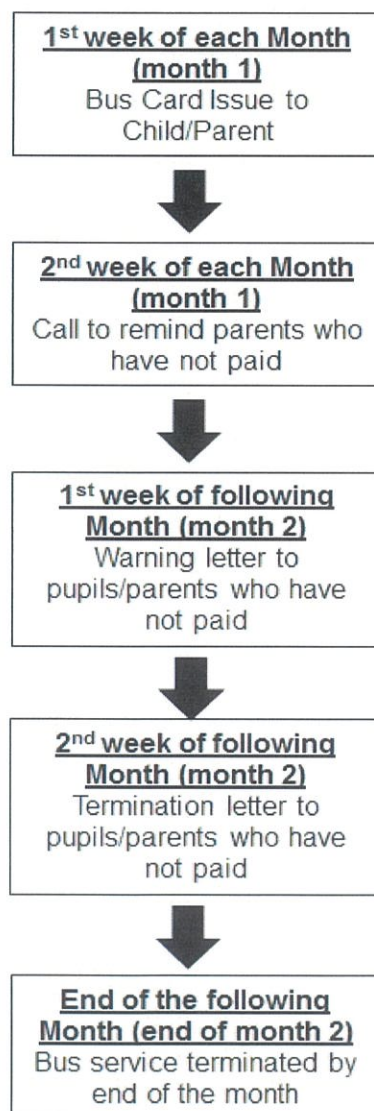 1st week of each Month
(month 1)
Bus Card Issue to
Child/Parent
2nd week of each Month
(month 1)
Call to remind parents who
have not paid
1st week of following
Month (month 2)
Warning letter to
pupils/parents who have
not paid
2nd week of following
Month (month 2)
Termination letter to
pupils/parents who have
not paid
End of the following
Month (end of month 2)
Bus service terminated by
end of the month